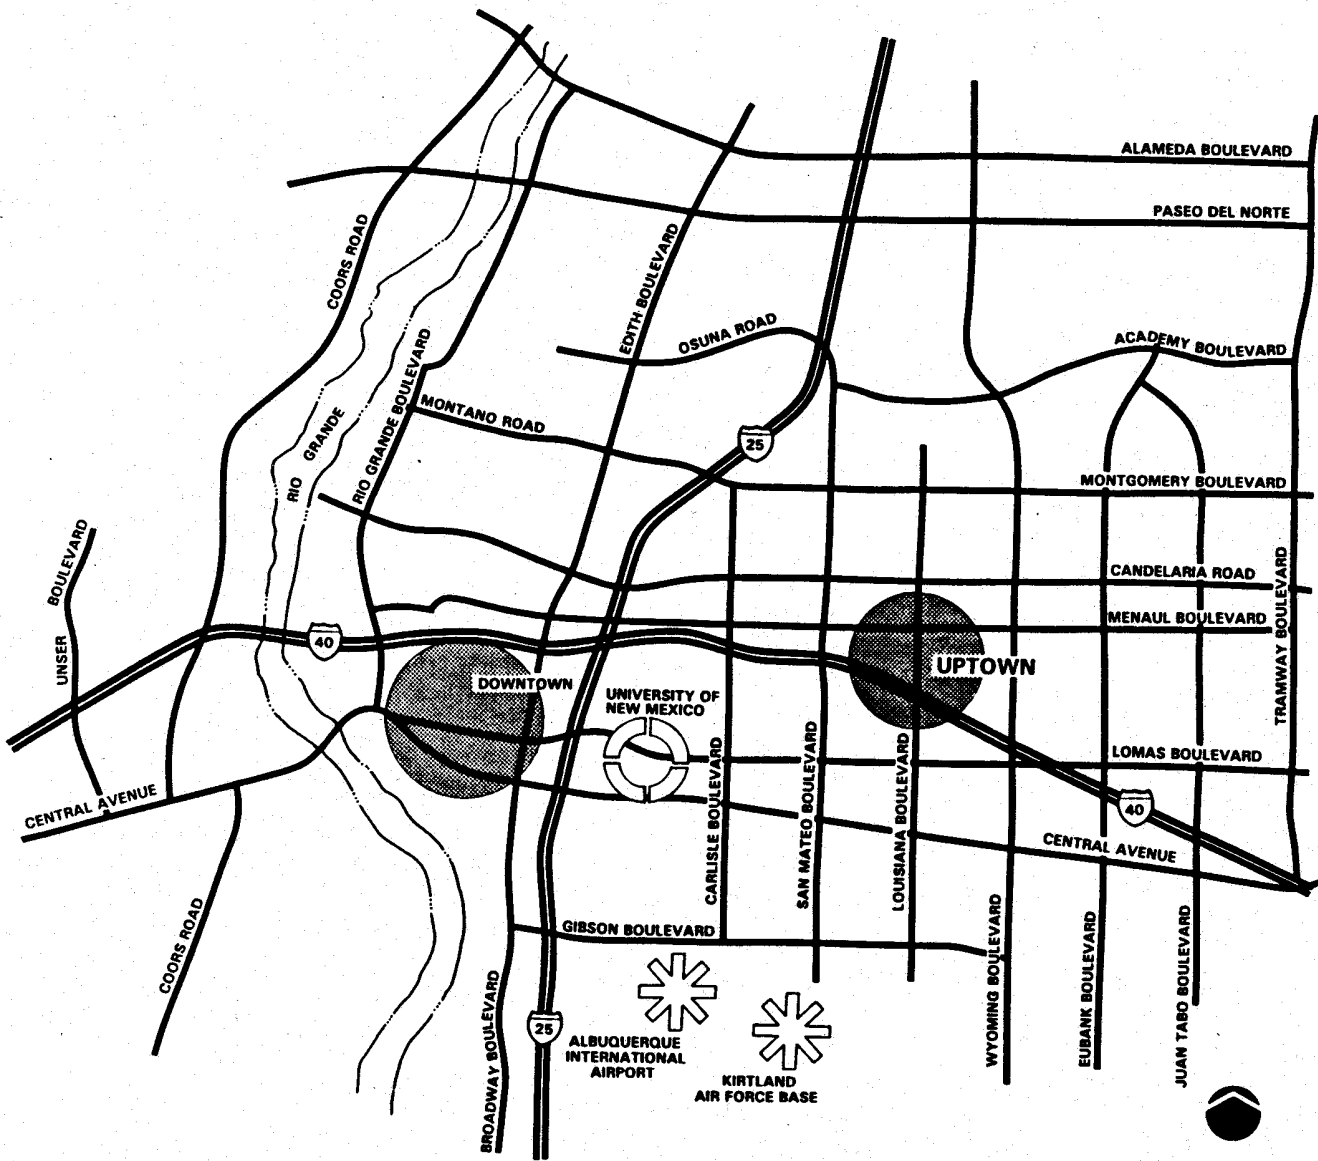 ALAMEDA BOULEVARD
PASEO DEL NORTE
COORS ROAD
EDITH BOULEVARD
OSUNA ROAD
ACADEMY BOULEVARD
RIO GRANDE BOULEVARD
MONTANO ROAD
RIO GRANDE
25
MONTGOMERY BOULEVARD
UNSER BOULEVARD
CANDELARIA ROAD
MENAUL BOULEVARD
TRAMWAY BOULEVARD
40
DOWNTOWN
UPTOWN
UNIVERSITY OF
NEW MEXICO
LOMAS BOULEVARD
CENTRAL AVENUE
CARLISLE BOULEVARD
SAN MATEO BOULEVARD
LOUISIANA BOULEVARD
40
CENTRAL AVENUE
COORS ROAD
GIBSON BOULEVARD
WYOMING BOULEVARD
EUBANK BOULEVARD
JUAN TABO BOULEVARD
BROADWAY BOULEVARD
25
ALBUQUERQUE
INTERNATIONAL
AIRPORT
KIRTLAND
AIR FORCE BASE